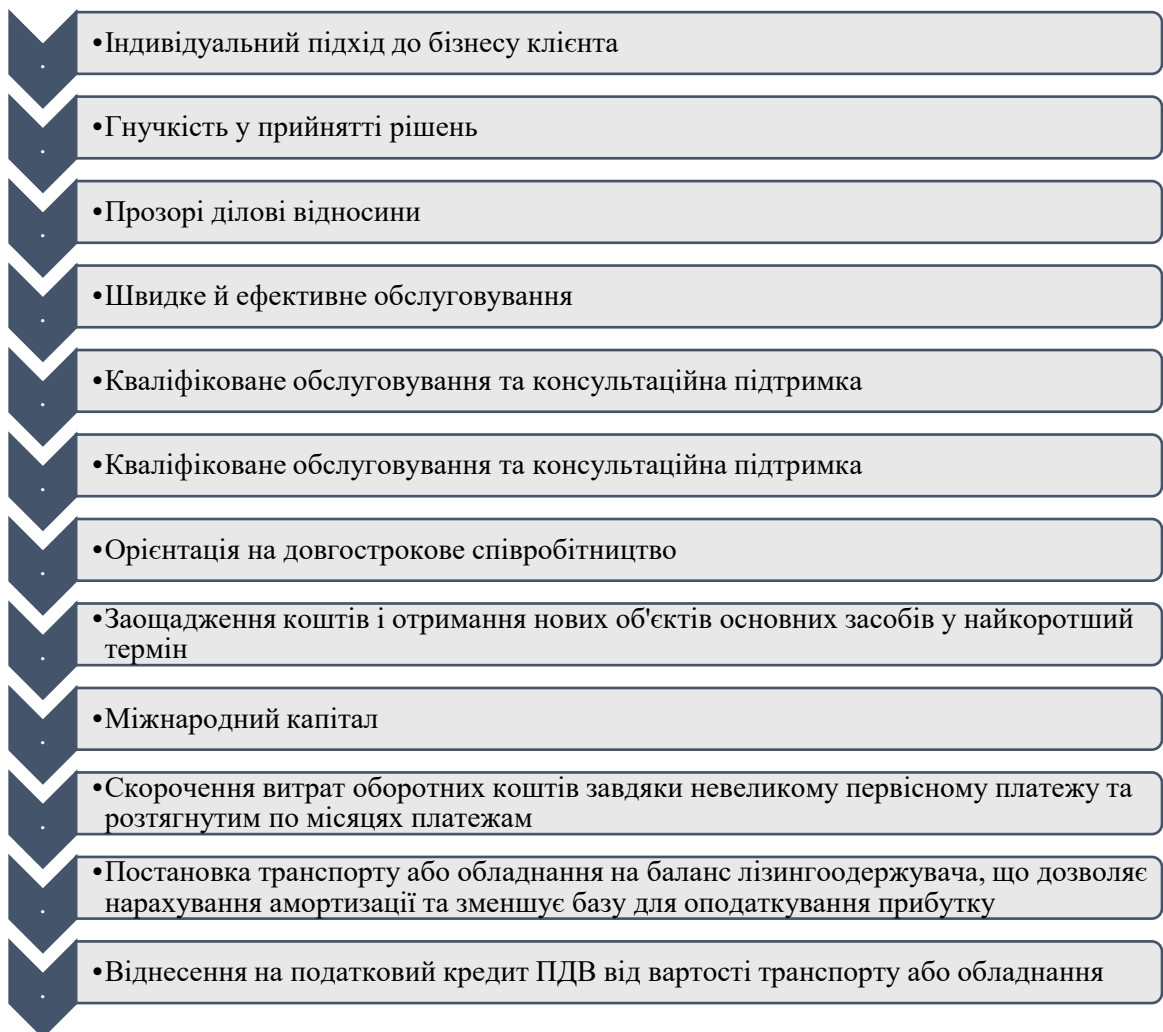 •Індивідуальний підхід до бізнесу клієнта
•Гнучкість у прийнятті рішень
•Прозорі ділові відносини
•Швидке й ефективне обслуговування
•Кваліфіковане обслуговування та консультаційна підтримка
•Кваліфіковане обслуговування та консультаційна підтримка
•Орієнтація на довгострокове співробітництво
•Заощадження коштів і отримання нових об'єктів основних засобів у найкоротший
термін
•Міжнародний капітал
•Скорочення витрат оборотних коштів завдяки невеликому первісному платежу та
розтягнутим по місяцях платежам
•Постановка транспорту або обладнання на баланс лізингоодержувача, що дозволяє
нарахування амортизації та зменшує базу для оподаткування прибутку
•Віднесення на податковий кредит ПДВ від вартості транспорту або обладнання